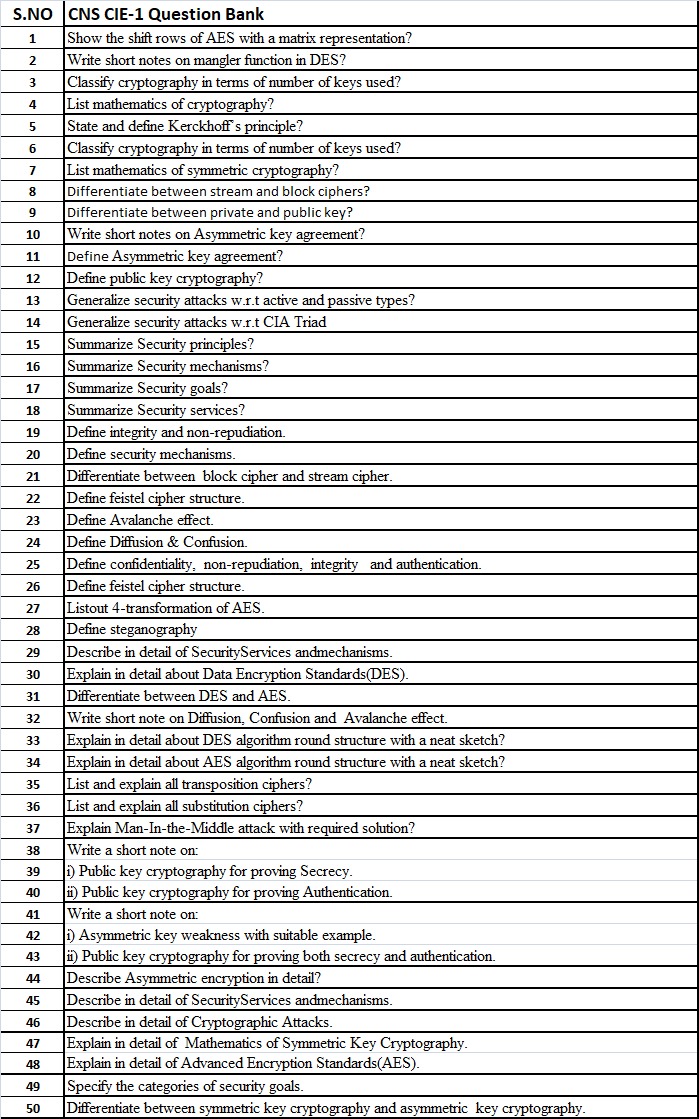 S.NO CNS CIE-1 Question Bank
1 Show the shift rows of AES with a matrix representation?
2 Write short notes on mangler function in DES?
3 Classify cryptography in terms of number of keys used?
4 List mathematics of cryptography?
5 State and define Kerckhoff's principle?
6 Classify cryptography in terms of number of keys used?
7 List mathematics of symmetric cryptography?
8 Differentiate between stream and block ciphers?
9 Differentiate between private and public key?
10 Write short notes on Asymmetric key agreement?
11 Define Asymmetric key agreement?
12 Define public key cryptography?
13 Generalize security attacks w.r.t active and passive types?
14 Generalize security attacks w.r.t CIA Triad
15 Summarize Security principles?
16 Summarize Security mechanisms?
17 Summarize Security goals?
18 Summarize Security services?
19 Define integrity and non-repudiation.
20 Define security mechanisms.
21 Differentiate between block cipher and stream cipher.
22 Define feistel cipher structure.
23 Define Avalanche effect.
24 Define Diffusion & Confusion.
25 Define confidentiality, non-repudiation, integrity and authentication.
26 Define feistel cipher structure.
27 Listout 4-transformation of AES.
28 Define steganography
29 Describe in detail of SecurityServices andmechanisms.
30 Explain in detail about Data Encryption Standards(DES).
31 Differentiate between DES and AES.
32 Write short note on Diffusion, Confusion and Avalanche effect.
33 Explain in detail about DES algorithm round structure with a neat sketch?
34 Explain in detail about AES algorithm round structure with a neat sketch?
35 List and explain all transposition ciphers?
36 List and explain all substitution ciphers?
37 Explain Man-In-the-Middle attack with required solution?
38 Write a short note on:
39 i) Public key cryptography for proving Secrecy.
40 ii) Public key cryptography for proving Authentication.
41 Write a short note on:
42 i) Asymmetric key weakness with suitable example.
43 ii) Public key cryptography for proving both secrecy and authentication.
44 Describe Asymmetric encryption in detail?
45 Describe in detail of SecurityServices andmechanisms.
46 Describe in detail of Cryptographic Attacks.
47 Explain in detail of Mathematics of Symmetric Key Cryptography.
48 Explain in detail of Advanced Encryption Standards(AES).
49 Specify the categories of security goals.
50 Differentiate between symmetric key cryptography and asymmetric key cryptography.